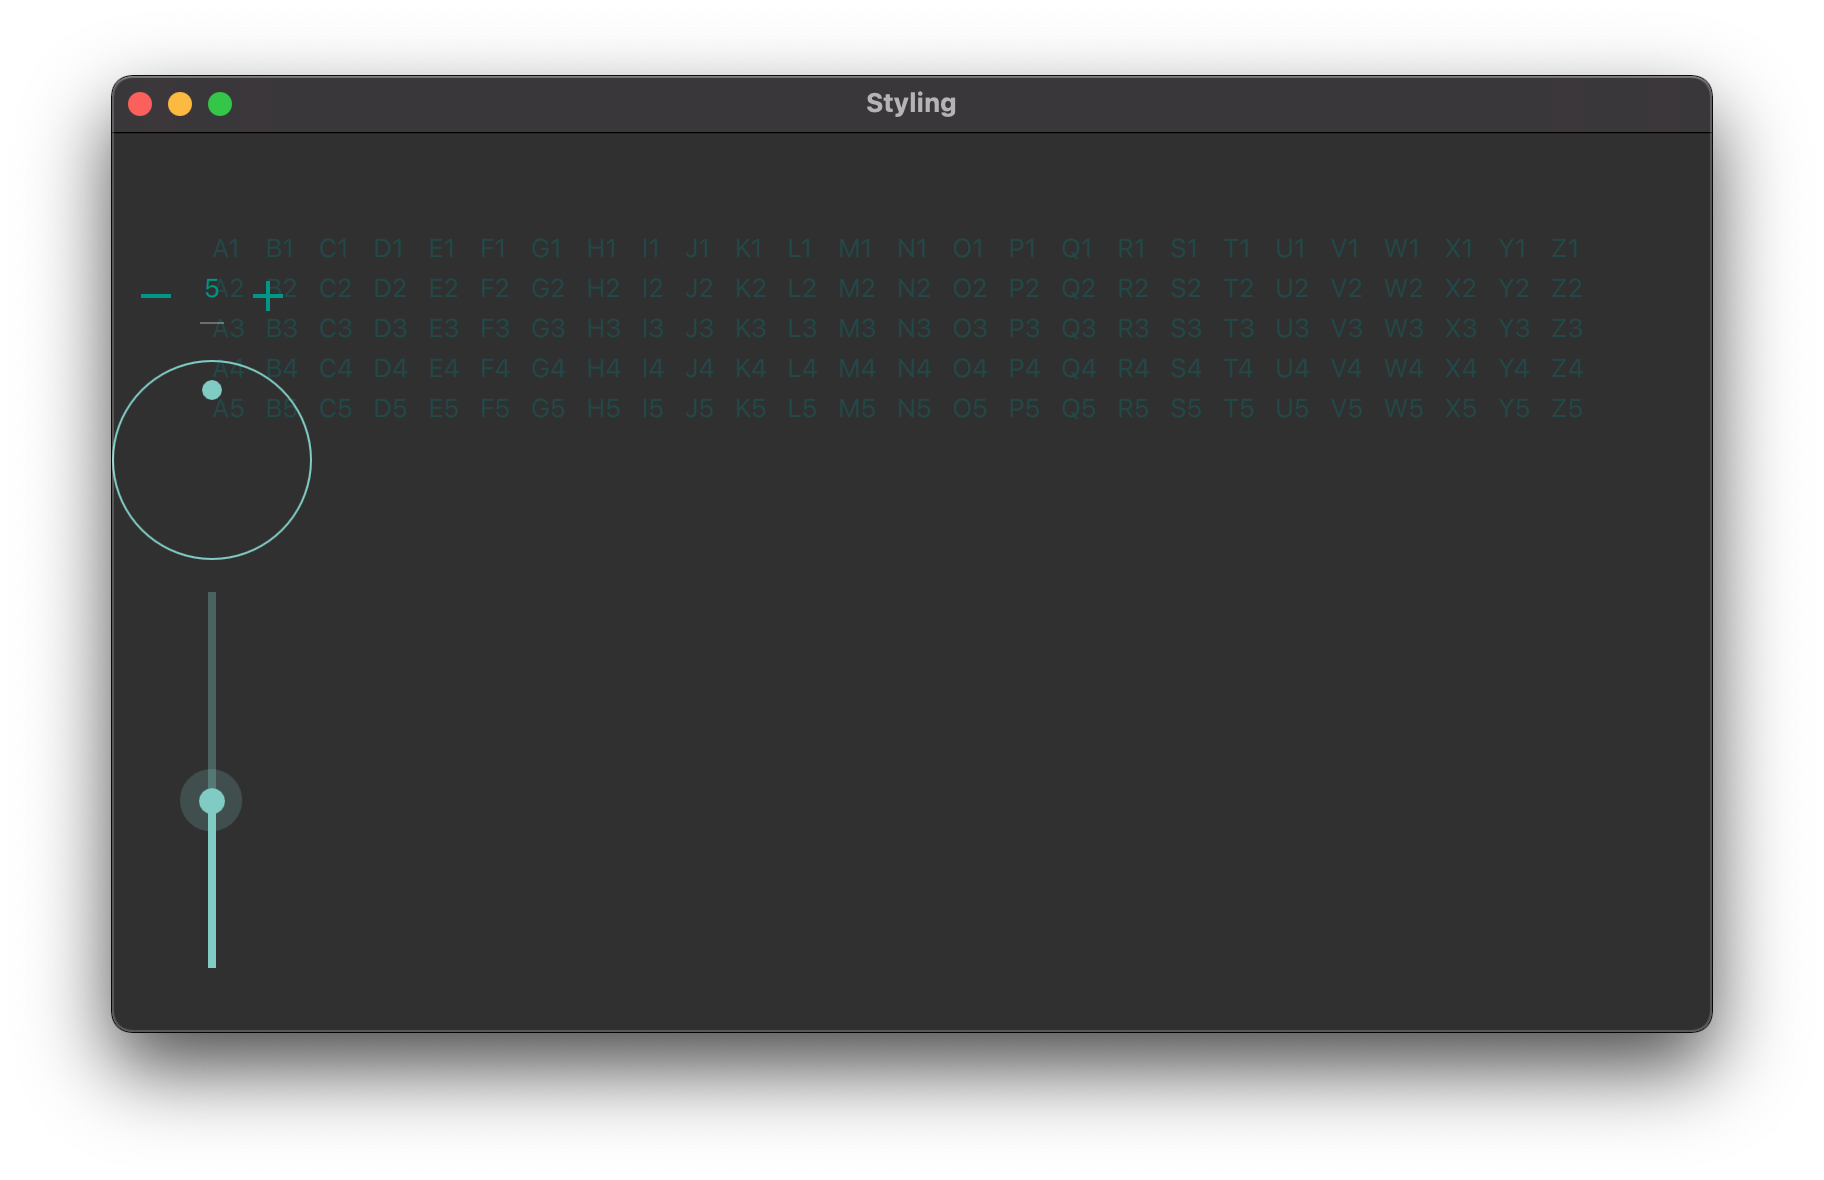 Styling
A1 B1 C1 D1 E1 F1 G1 H1 I1 J1 K1 L1 M1 N1 O1 P1 Q1 R1 S1 T1 U1 V1 W1 X1 Y1 Z1
5 A2 B2 C2 D2 E2 F2 G2 H2 I2 J2 K2 L2 M2 N2 O2 P2 Q2 R2 S2 T2 U2 V2 W2 X2 Y2 Z2
A3 B3 C3 D3 E3 F3 G3 H3 I3 J3 K3 L3 M3 N3 O3 P3 Q3 R3 S3 T3 U3 V3 W3 X3 Y3 Z3
A4 B4 C4 D4 E4 F4 G4 H4 I4 J4 K4 L4 M4 N4 O4 P4 Q4 R4 S4 T4 U4 V4 W4 X4 Y4 Z4
A5 B5 C5 D5 E5 F5 G5 H5 I5 J5 K5 L5 M5 N5 O5 P5 Q5 R5 S5 T5 U5 V5 W5 X5 Y5 Z5